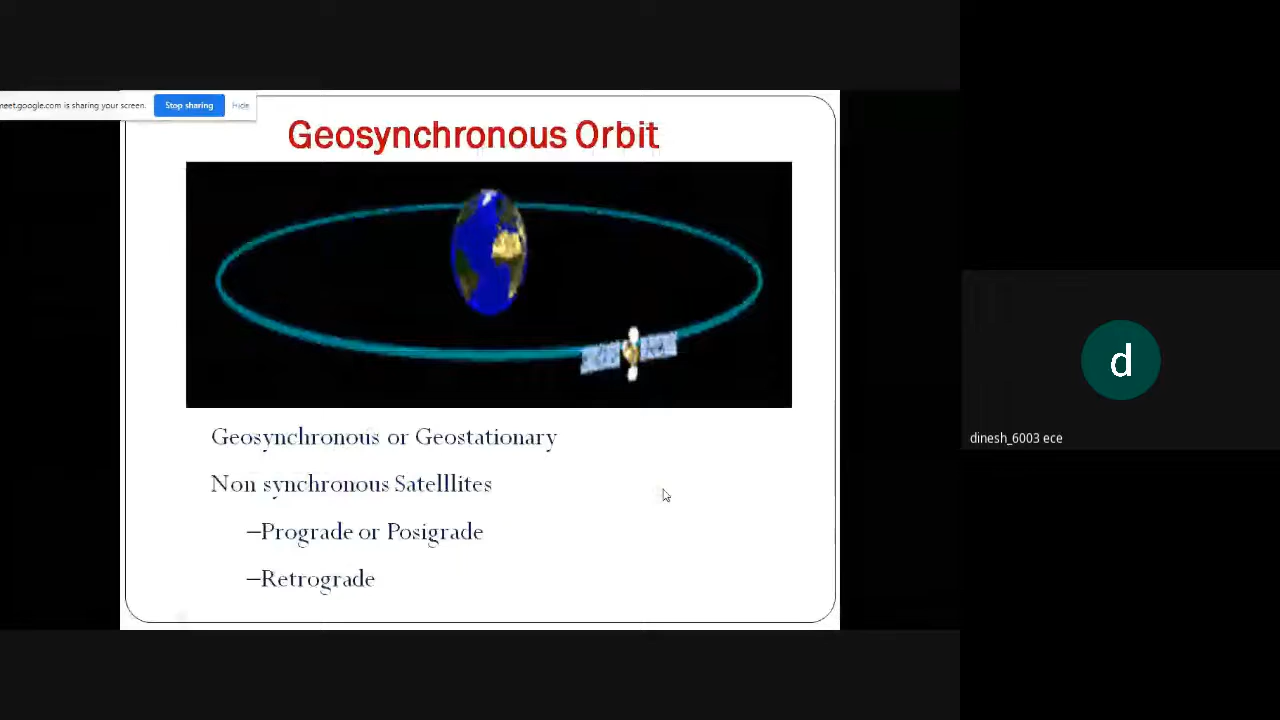 meet.google.com is sharing your screen. Stop sharing Hide
Geosynchronous Orbit
Geosynchronous or Geostationary
Non synchronous Satelllites
–Prograde or Posigrade
–Retrograde
d
dinesh_6003 ece